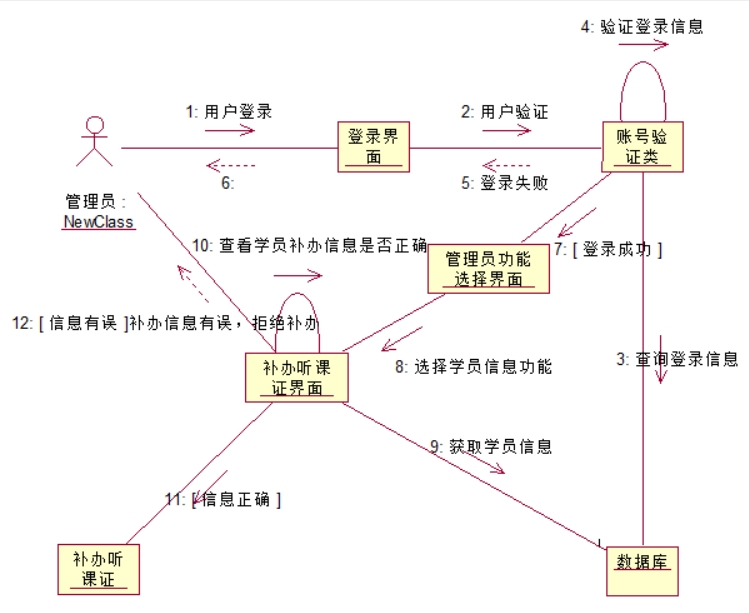 4: 验证登录信息
1: 用户登录
2: 用户验证
登录界
面
账号验
证类
6:
5: 登录失败
管理员 :
NewClass
10: 查看学员补办信息是否正确
管理员功能
选择界面
7: [ 登录成功 ]
12: [ 信息有误 ]补办信息有误，拒绝补办
补办听课
证界面
8: 选择学员信息功能
3: 查询登录信息
9: 获取学员信息
11: [ 信息正确 ]
补办听
课证
数据库